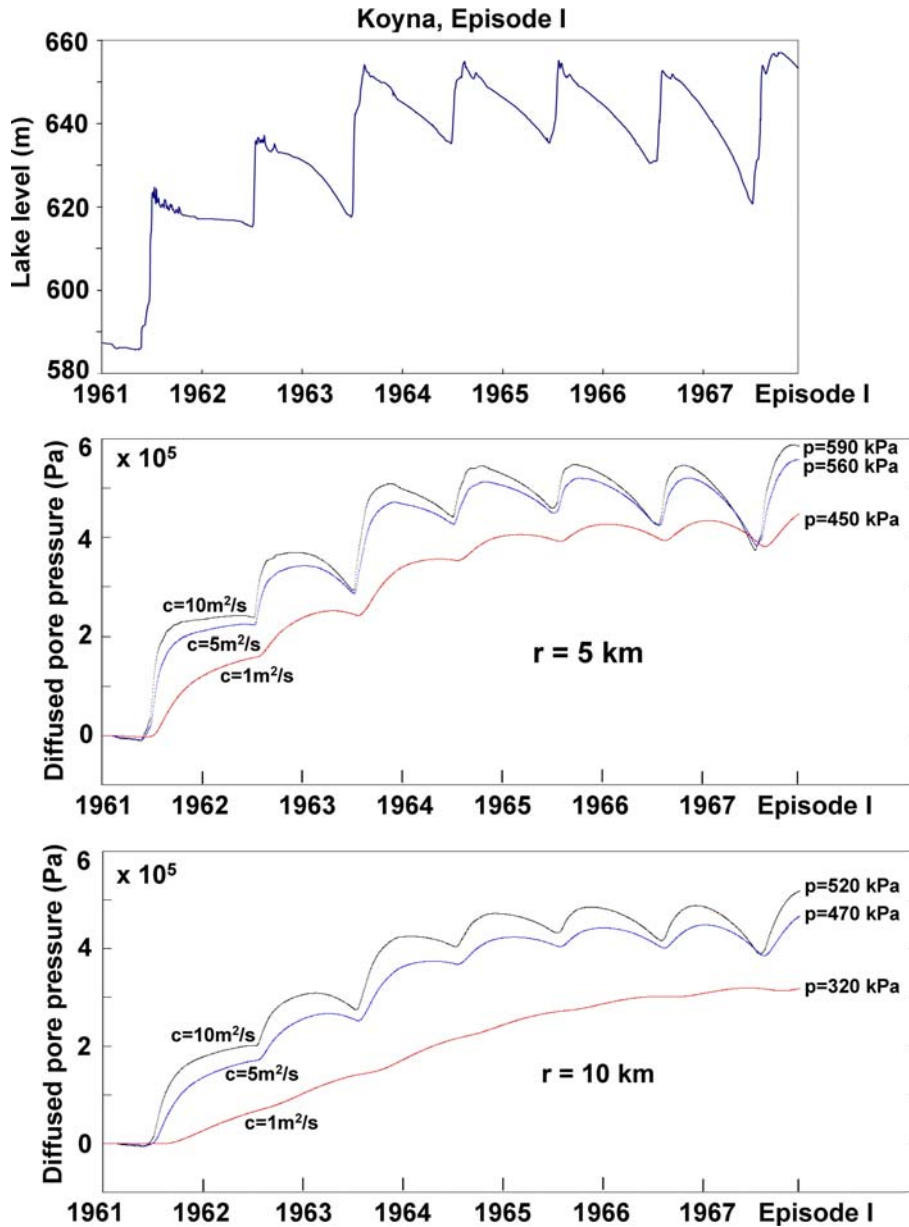 Koyna, Episode I
Lake level (m)
660
640
620
600
580
1961 1962 1963 1964 1965 1966 1967 Episode I
Diffused pore pressure (Pa)
6
4
2
0
x 10⁵
p=590 kPa
p=560 kPa
p=450 kPa
c=10m²/s
c=5m²/s
c=1m²/s
r = 5 km
1961 1962 1963 1964 1965 1966 1967 Episode I
Diffused pore pressure (Pa)
6
4
2
0
x 10⁵
p=520 kPa
p=470 kPa
p=320 kPa
c=10m²/s
c=5m²/s
c=1m²/s
r = 10 km
1961 1962 1963 1964 1965 1966 1967 Episode I